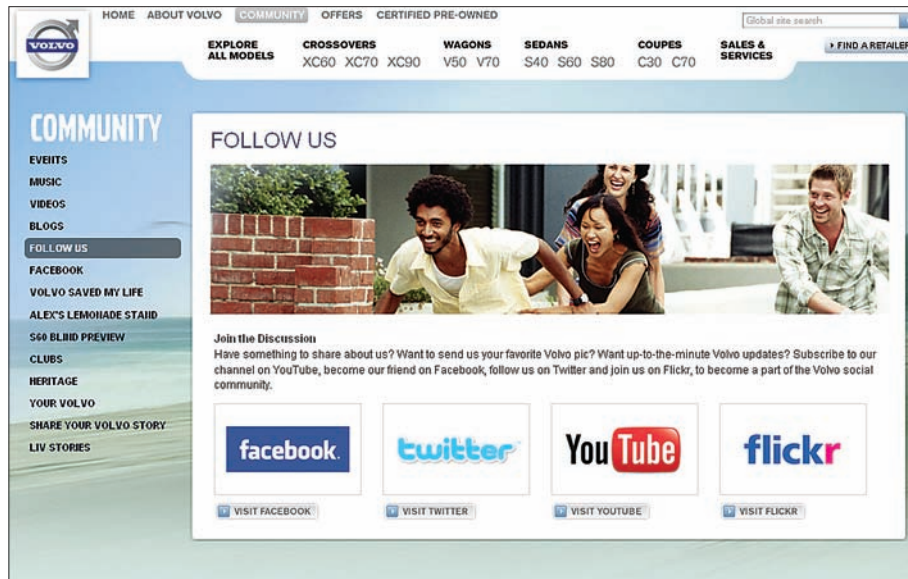 HOME ABOUT VOLVO COMMUNITY OFFERS CERTIFIED PRE-OWNED
Global site search
VOLVO
EXPLORE ALL MODELS
CROSSOVERS
XC60 XC70 XC90
WAGONS
V50 V70
SEDANS
S40 S60 S80
COUPES
C30 C70
SALES & SERVICES
FIND A RETAILER
COMMUNITY
EVENTS
MUSIC
VIDEOS
BLOGS
FOLLOW US
FACEBOOK
VOLVO SAVED MY LIFE
ALEX'S LEMONADE STAND
S60 BLIND PREVIEW
CLUBS
HERITAGE
YOUR VOLVO
SHARE YOUR VOLVO STORY
LIV STORIES
FOLLOW US
Join the Discussion
Have something to share about us? Want to send us your favorite Volvo pic? Want up-to-the-minute Volvo updates? Subscribe to our
channel on YouTube, become our friend on Facebook, follow us on Twitter and join us on Flickr, to become a part of the Volvo social
community.
facebook.
twitter
YouTube
flickr
VISIT FACEBOOK
VISIT TWITTER
VISIT YOUTUBE
VISIT FLICKR